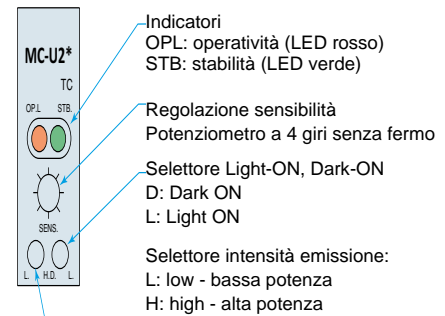 MC-U2*
TC
OP.L STB.
SENS.
L. H.D. L.
Indicatori
OPL: operatività (LED rosso)
STB: stabilità (LED verde)
Regolazione sensibilità
Potenziometro a 4 giri senza fermo
Selettore Light-ON, Dark-ON
D: Dark ON
L: Light ON
Selettore intensità emissione:
L: low - bassa potenza
H: high - alta potenza